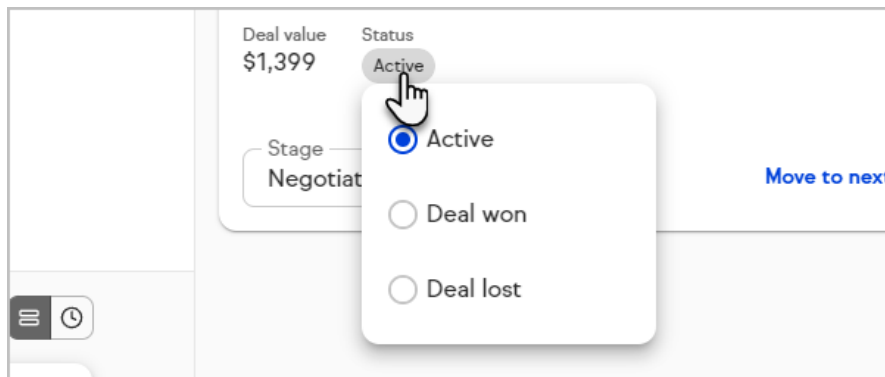 Deal value
Status
$1,399
Active
Active
Stage
Negotiat
Move to next
Deal won
Deal lost